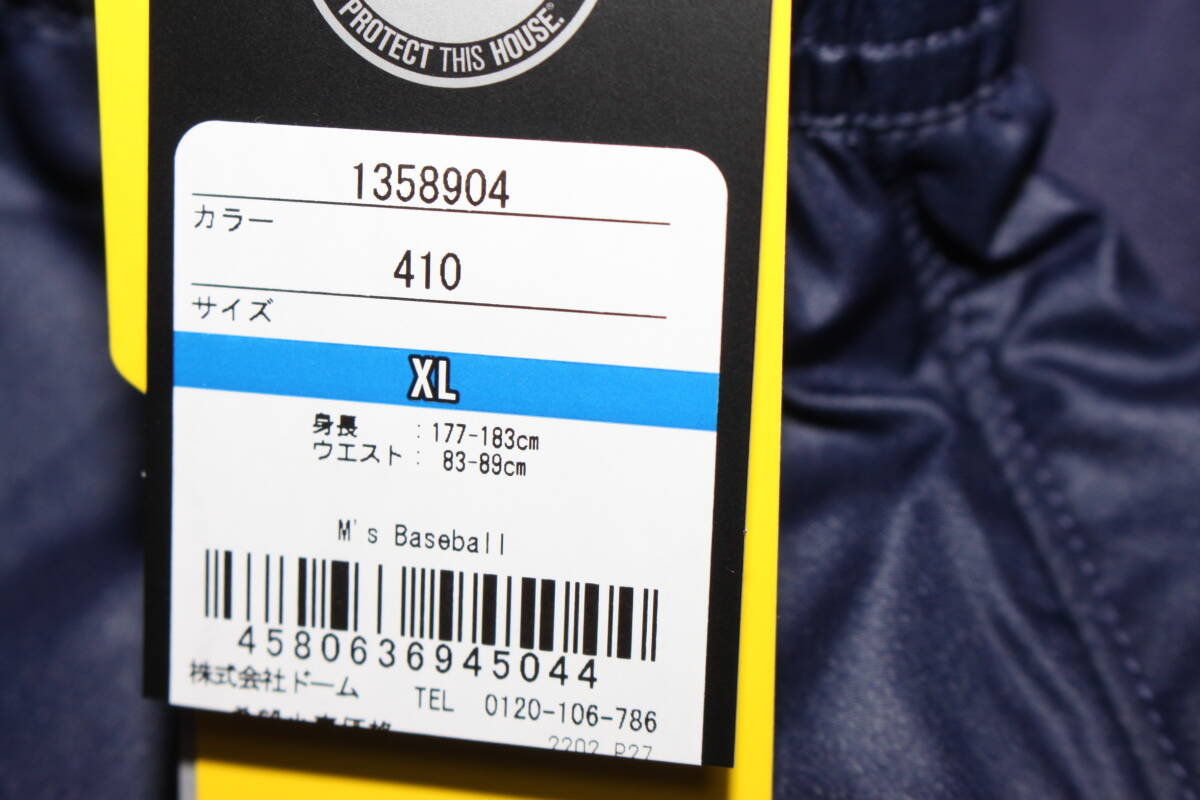 PROTECT THIS HOUSE.®
1358904
カラー
410
サイズ
XL
身長 : 177-183cm
ウエスト : 83-89cm
M's Baseball
4580636945044
株式会社ドーム TEL 0120-106-786
2202 P27